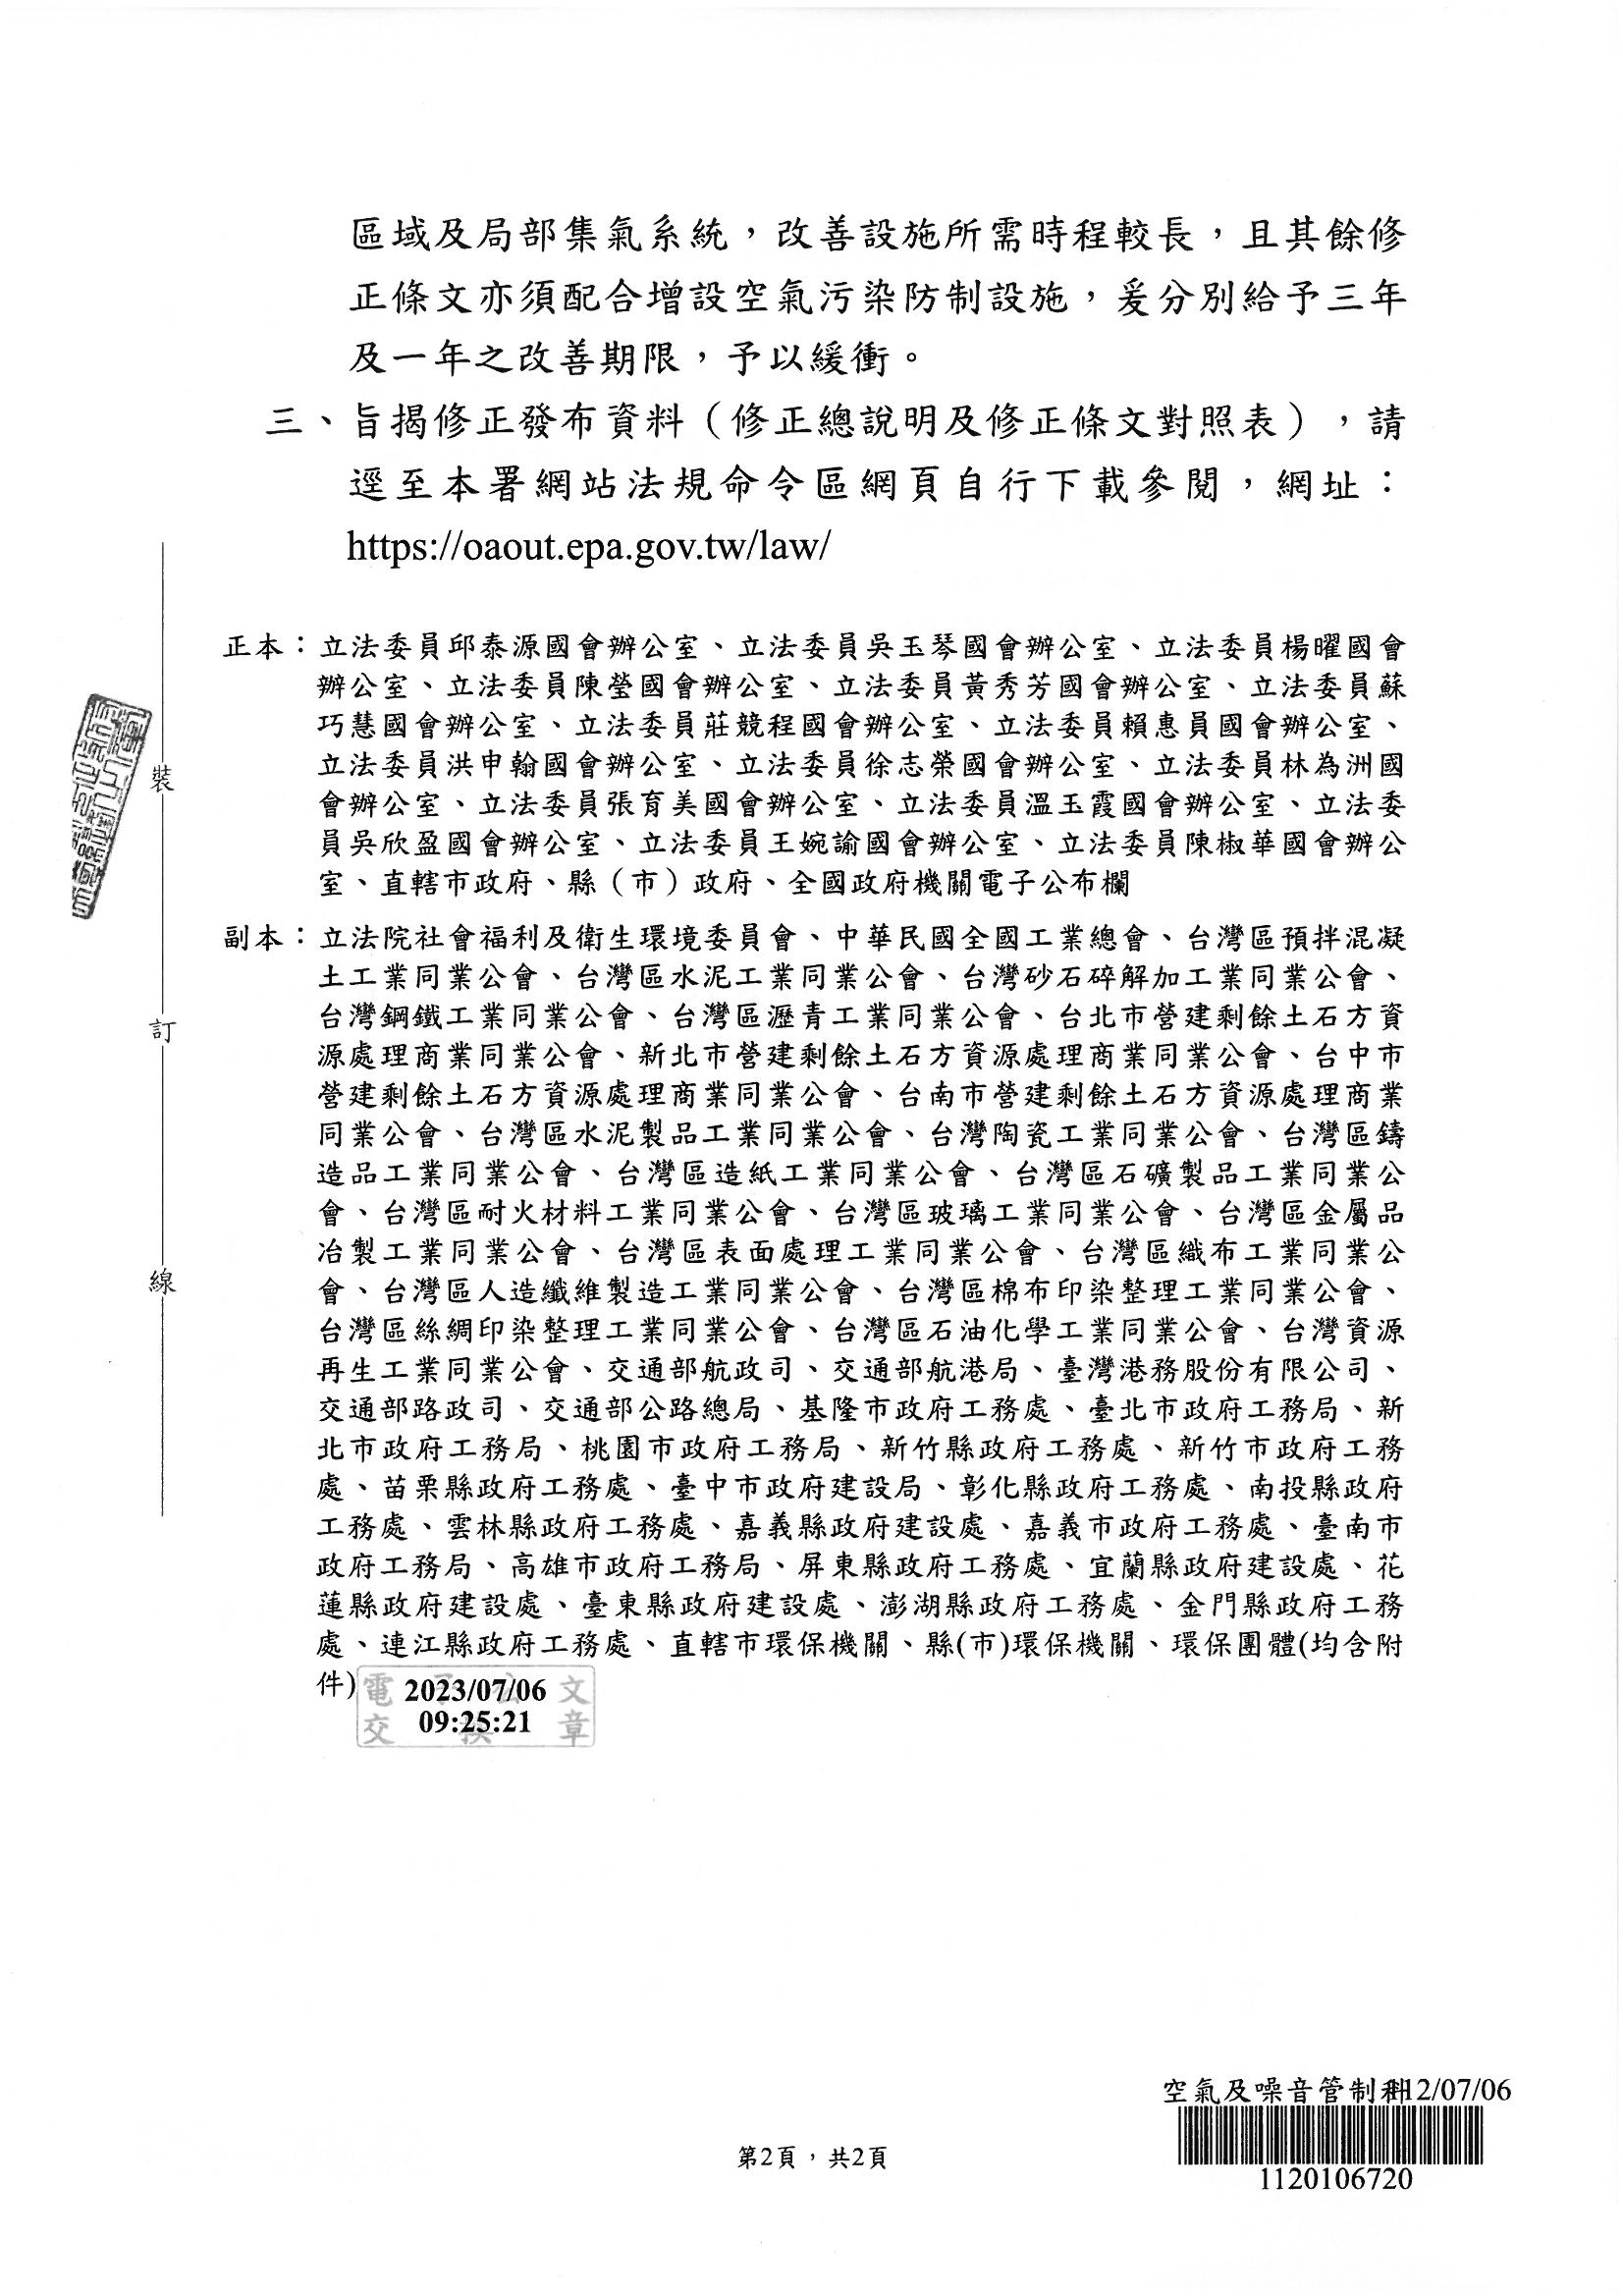 區域及局部集氣系統，改善設施所需時程較長，且其餘修
正條文亦須配合增設空氣污染防制設施，爰分別給予三年
及一年之改善期限，予以緩衝。
三、旨揭修正發布資料（修正總說明及修正條文對照表），請
逕至本署網站法規命令區網頁自行下載參閱，網址：
https://oaout.epa.gov.tw/law/
正本：立法委員邱泰源國會辦公室、立法委員吳玉琴國會辦公室、立法委員楊曜國會
辦公室、立法委員陳瑩國會辦公室、立法委員黃秀芳國會辦公室、立法委員蘇
巧慧國會辦公室、立法委員莊競程國會辦公室、立法委員賴惠員國會辦公室、
立法委員洪申翰國會辦公室、立法委員徐志榮國會辦公室、立法委員林為洲國
會辦公室、立法委員張育美國會辦公室、立法委員溫玉霞國會辦公室、立法委
員吳欣盈國會辦公室、立法委員王婉諭國會辦公室、立法委員陳椒華國會辦公
室、直轄市政府、縣（市）政府、全國政府機關電子公布欄
副本：立法院社會福利及衛生環境委員會、中華民國全國工業總會、台灣區預拌混凝
土工業同業公會、台灣區水泥工業同業公會、台灣砂石碎解加工業同業公會、
台灣鋼鐵工業同業公會、台灣區瀝青工業同業公會、台北市營建剩餘土石方資
源處理商業同業公會、新北市營建剩餘土石方資源處理商業同業公會、台中市
營建剩餘土石方資源處理商業同業公會、台南市營建剩餘土石方資源處理商業
同業公會、台灣區水泥製品工業同業公會、台灣陶瓷工業同業公會、台灣區鑄
造品工業同業公會、台灣區造紙工業同業公會、台灣區石礦製品工業同業公
會、台灣區耐火材料工業同業公會、台灣區玻璃工業同業公會、台灣區金屬品
冶製工業同業公會、台灣區表面處理工業同業公會、台灣區織布工業同業公
會、台灣區人造纖維製造工業同業公會、台灣區棉布印染整理工業同業公會、
台灣區絲綢印染整理工業同業公會、台灣區石油化學工業同業公會、台灣資源
再生工業同業公會、交通部航政司、交通部航港局、臺灣港務股份有限公司、
交通部路政司、交通部公路總局、基隆市政府工務處、臺北市政府工務局、新
北市政府工務局、桃園市政府工務局、新竹縣政府工務處、新竹市政府工務
處、苗栗縣政府工務處、臺中市政府建設局、彰化縣政府工務處、南投縣政府
工務處、雲林縣政府工務處、嘉義縣政府建設處、嘉義市政府工務處、臺南市
政府工務局、高雄市政府工務局、屏東縣政府工務處、宜蘭縣政府建設處、花
蓮縣政府建設處、臺東縣政府建設處、澎湖縣政府工務處、金門縣政府工務
處、連江縣政府工務處、直轄市環保機關、縣(市)環保機關、環保團體(均含附
件)
電子公文
2023/07/06
09:25:21
交換章
裝
訂
線
空氣及噪音管制科112/07/06
1120106720
第2頁，共2頁